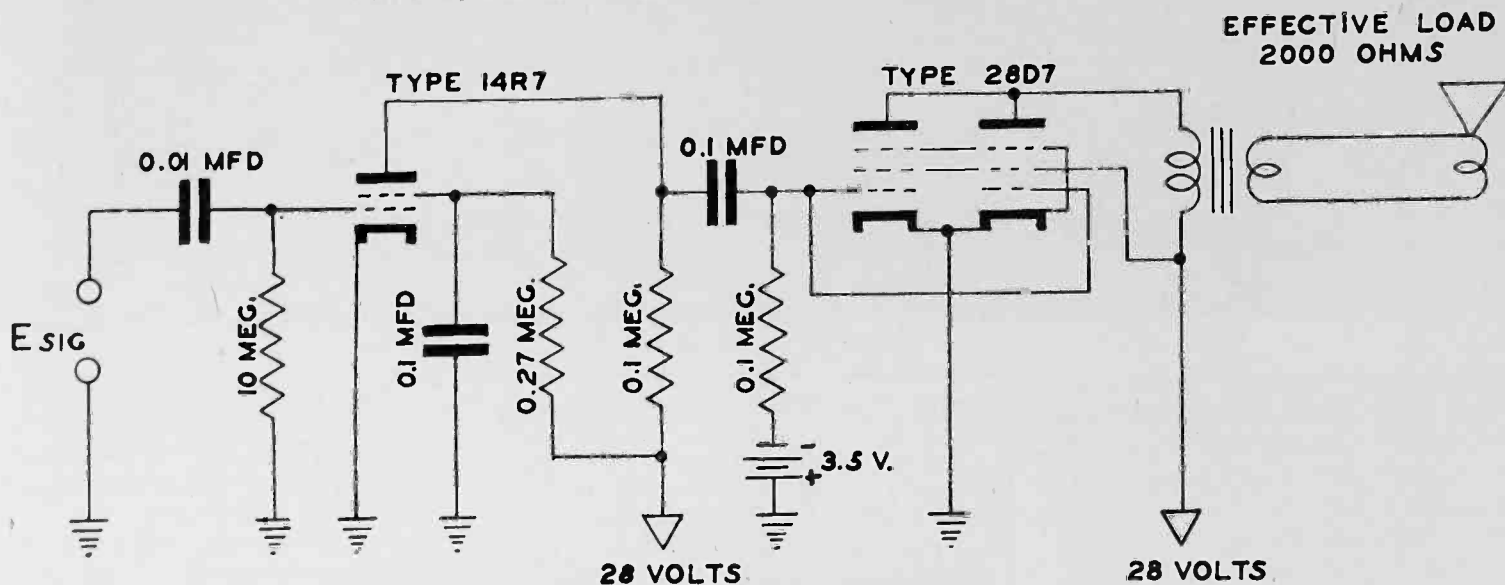 EFFECTIVE LOAD
2000 OHMS
TYPE 14R7
TYPE 28D7
0.01 MFD
0.1 MFD
E SIG
10 MEG.
0.1 MFD
0.27 MEG.
0.1 MEG.
0.1 MEG.
-
+ 3.5 V.
28 VOLTS
28 VOLTS